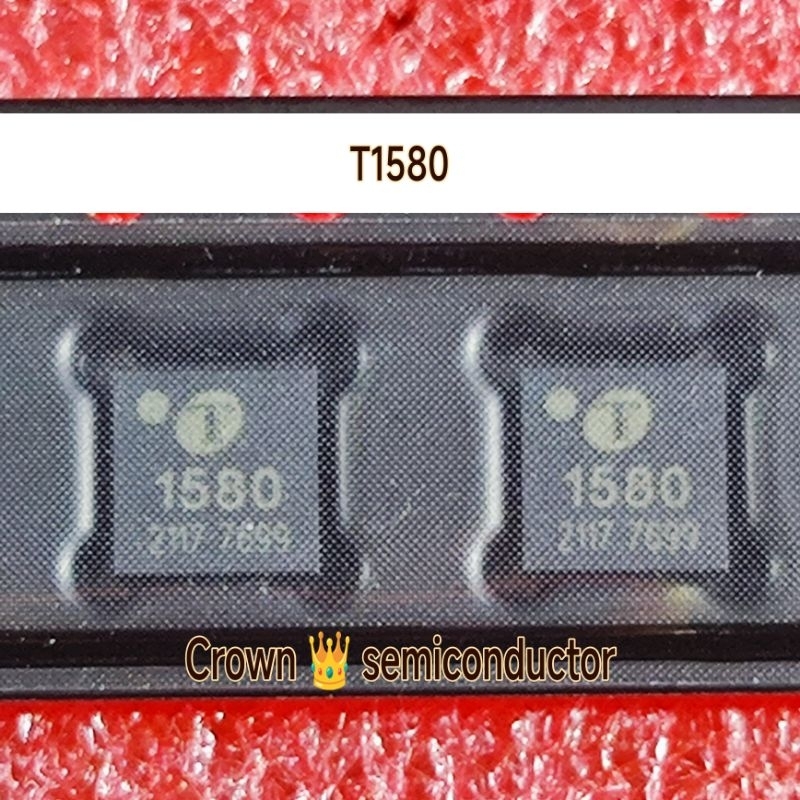 T1580
T
1580
2117 7699
T
1580
2117 7699
Crown 👑 semiconductor